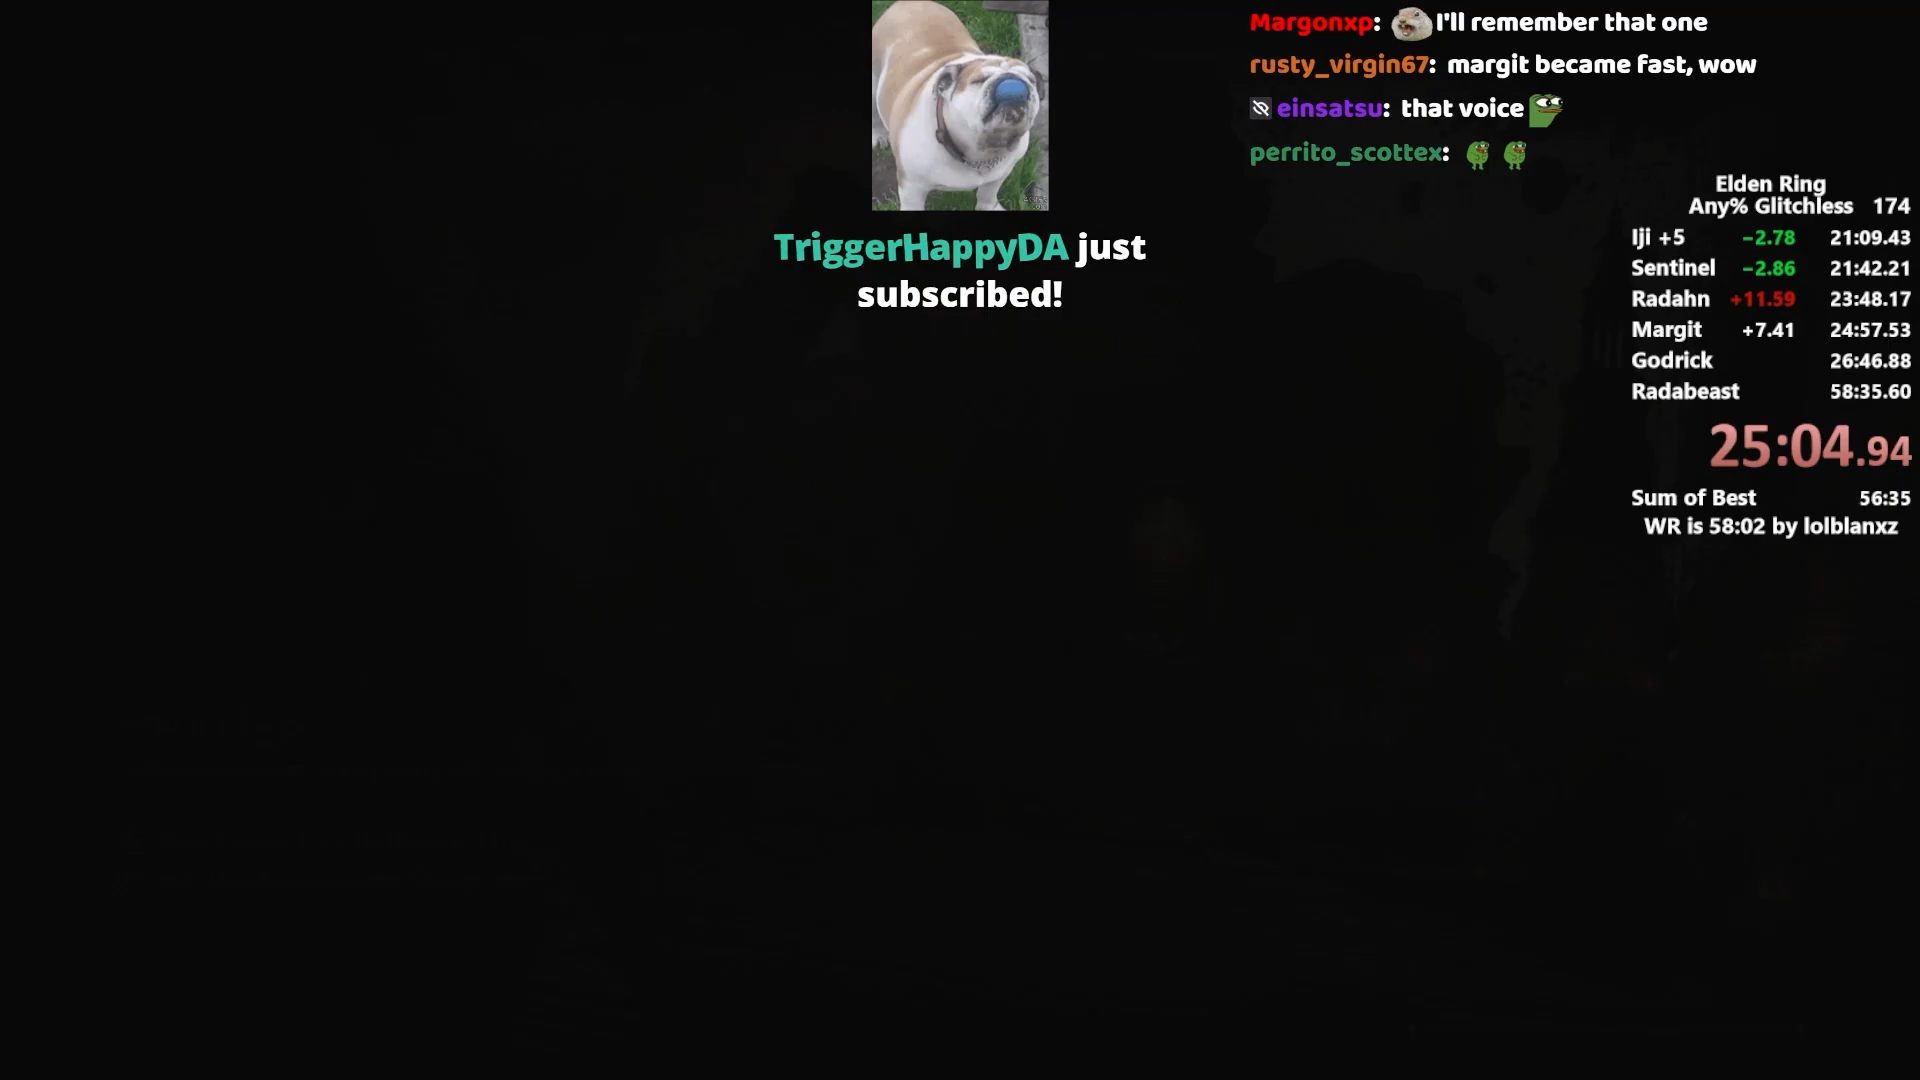 Margonxp: I'll remember that one
rusty_virgin67: margit became fast, wow
einsatsu: that voice
perrito_scottex:
TriggerHappyDA just
subscribed!
Elden Ring
Any% Glitchless 174
Iji +5 -2.78 21:09.43
Sentinel -2.86 21:42.21
Radahn +11.59 23:48.17
Margit +7.41 24:57.53
Godrick 26:46.88
Radabeast 58:35.60
25:04.94
Sum of Best 56:35
WR is 58:02 by lolblanxz